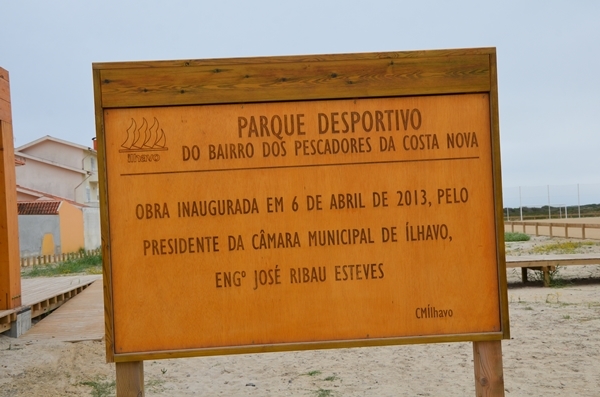 PARQUE DESPORTIVO
DO BAIRRO DOS PESCADORES DA COSTA NOVA
ílhavo
OBRA INAUGURADA EM 6 DE ABRIL DE 2013, PELO
PRESIDENTE DA CÂMARA MUNICIPAL DE ÍLHAVO,
ENGº JOSÉ RIBAU ESTEVES
CMÍlhavo